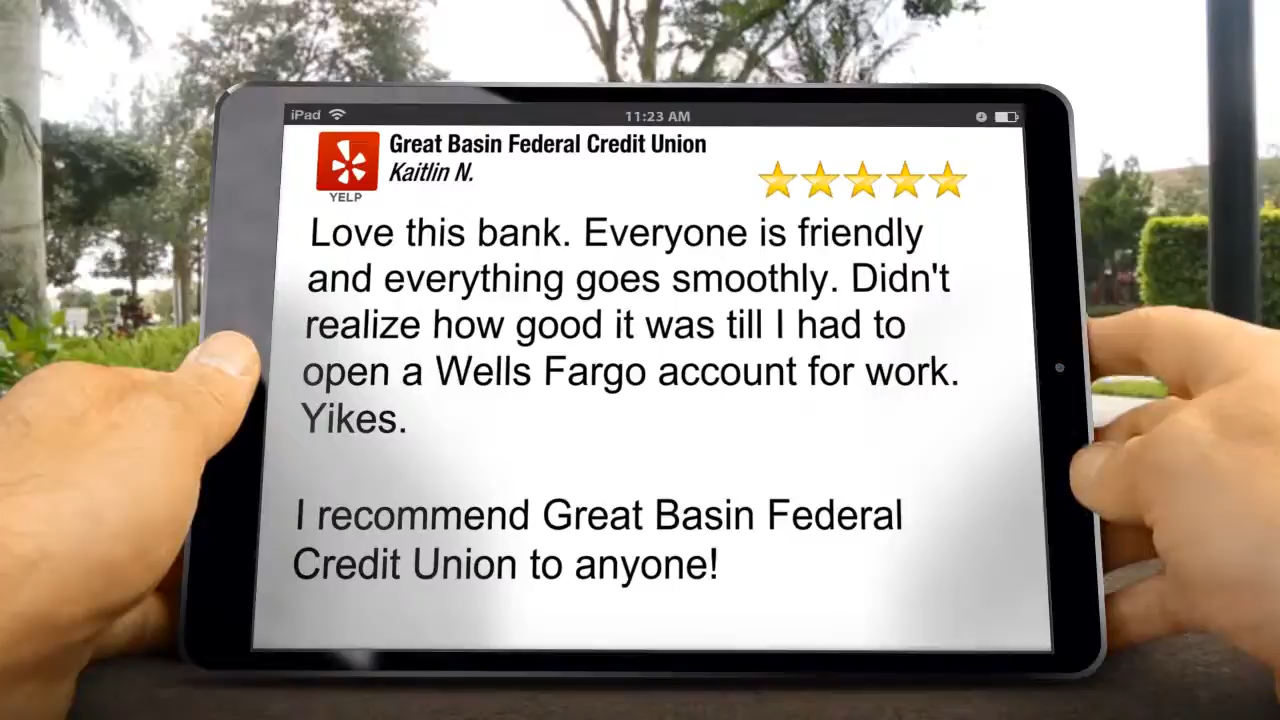 iPad 11:23 AM
Great Basin Federal Credit Union
Kaitlin N.
YELP
Love this bank. Everyone is friendly
and everything goes smoothly. Didn't
realize how good it was till I had to
open a Wells Fargo account for work.
Yikes.
I recommend Great Basin Federal
Credit Union to anyone!